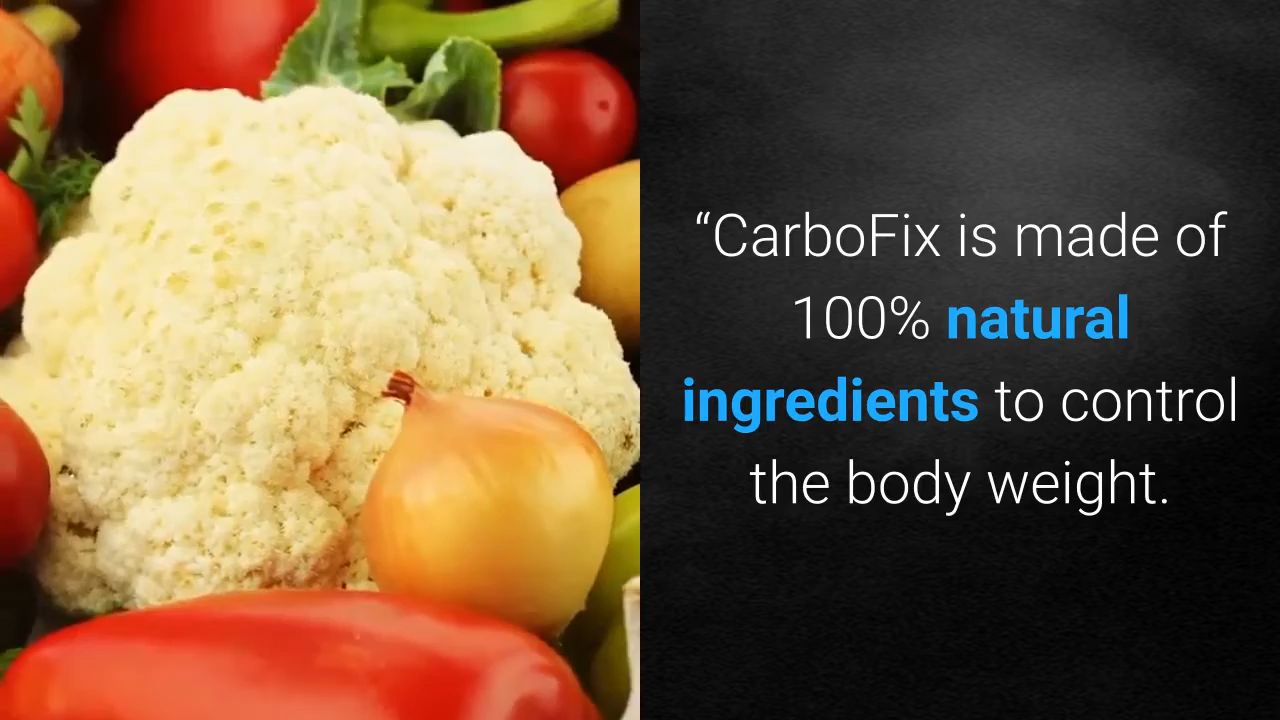 “CarboFix is made of
100% natural
ingredients to control
the body weight.